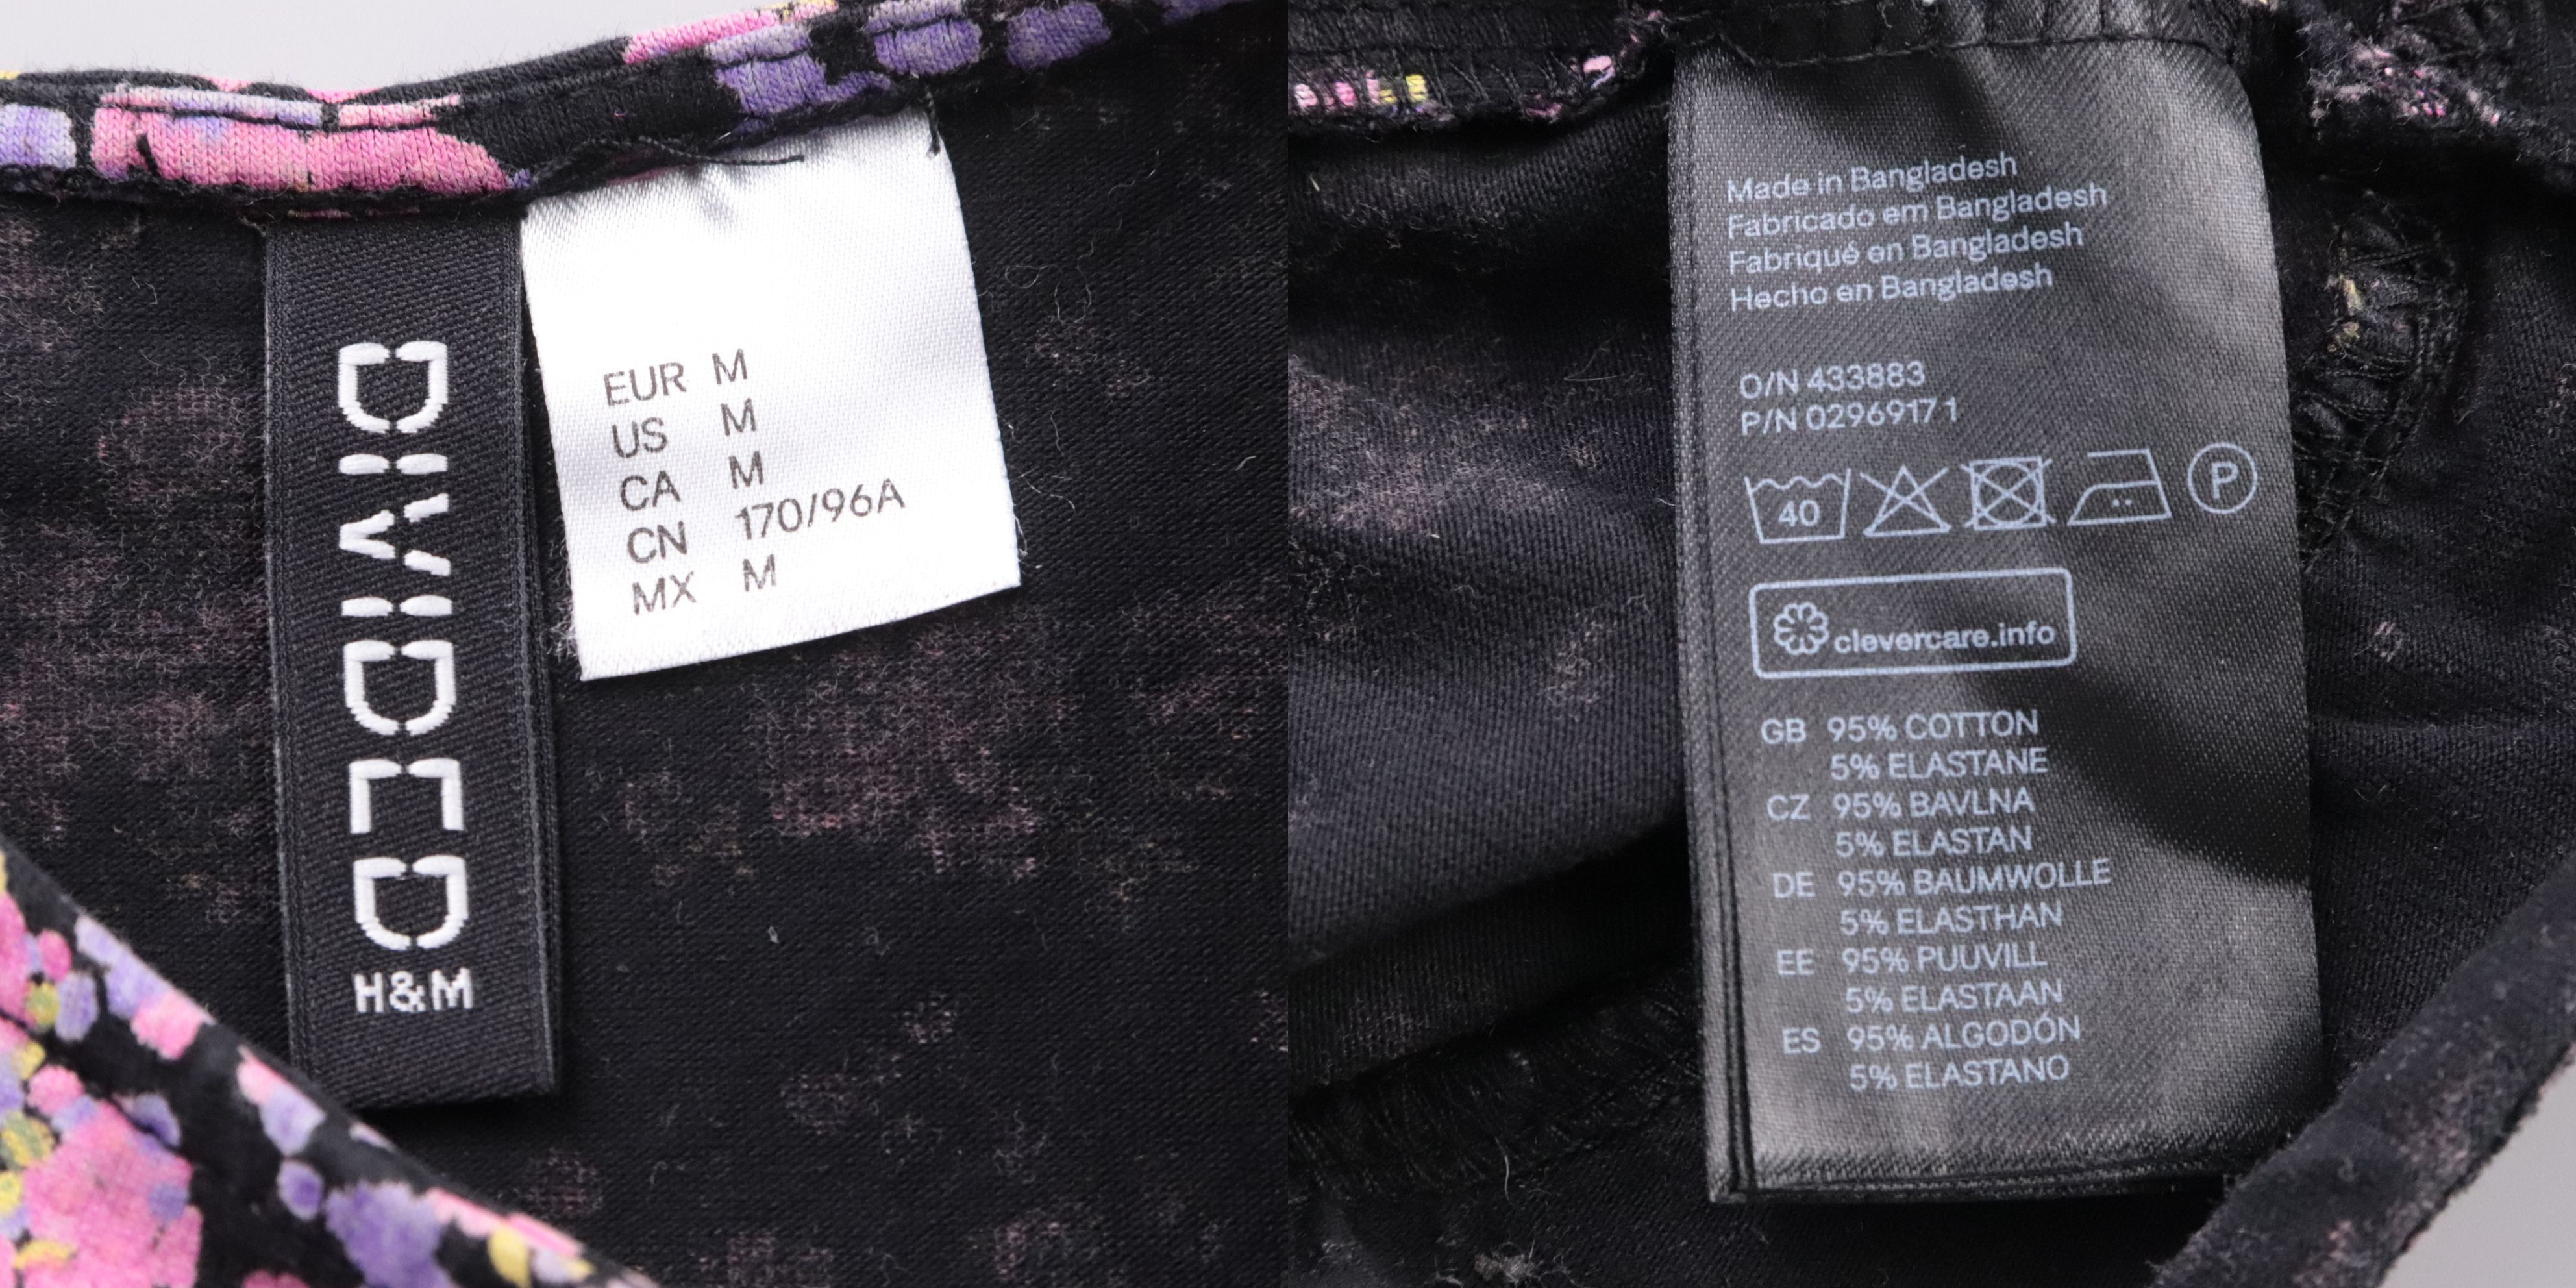 DIVIDED
H&M
EUR M
US M
CA M
CN 170/96A
MX M
Made in Bangladesh
Fabricado em Bangladesh
Fabriqué en Bangladesh
Hecho en Bangladesh
O/N 433883
P/N 02969171
40
P
clevercare.info
GB 95% COTTON
5% ELASTANE
CZ 95% BAVLNA
5% ELASTAN
DE 95% BAUMWOLLE
5% ELASTHAN
EE 95% PUUVILL
5% ELASTAAN
ES 95% ALGODÓN
5% ELASTANO